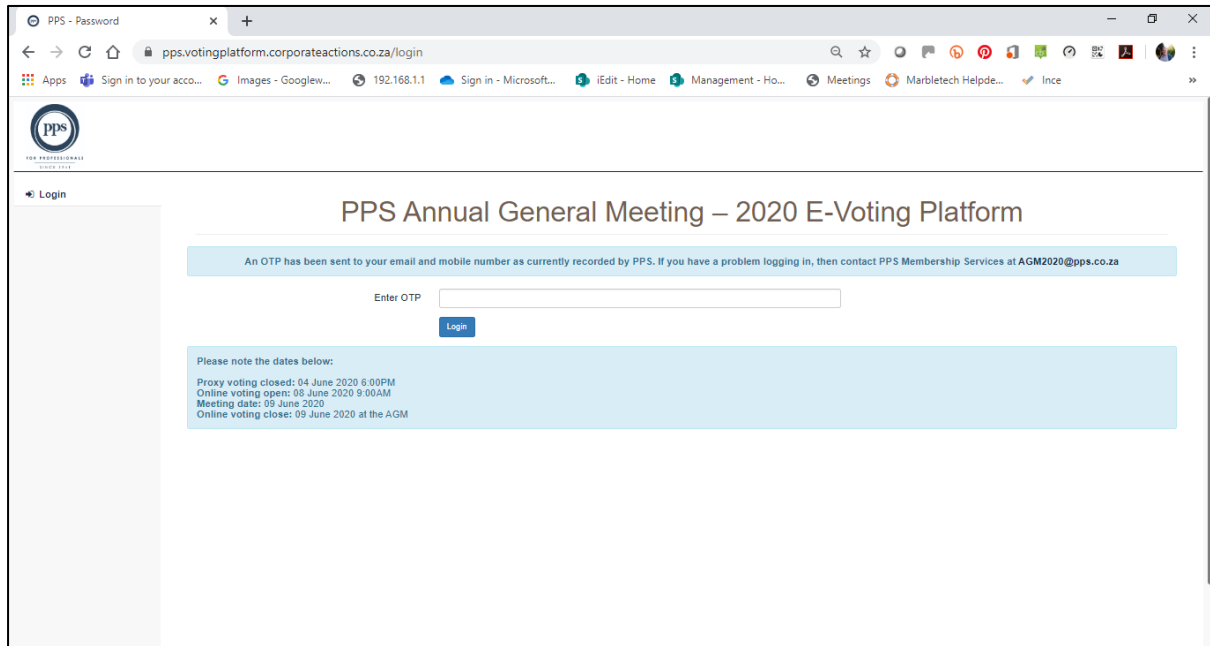 PPS - Password
pps.votingplatform.corporateactions.co.za/login
Apps Sign in to your acco... Images - Googlew... 192.168.1.1 Sign in - Microsoft... iEdit - Home Management - Ho... Meetings Marbletech Helpde... Ince »
pps
FOR PROFESSIONALS
Login
PPS Annual General Meeting – 2020 E-Voting Platform
An OTP has been sent to your email and mobile number as currently recorded by PPS. If you have a problem logging in, then contact PPS Membership Services at AGM2020@pps.co.za
Enter OTP
Login
Please note the dates below:
Proxy voting closed: 04 June 2020 6:00PM
Online voting open: 08 June 2020 9:00AM
Meeting date: 09 June 2020
Online voting close: 09 June 2020 at the AGM